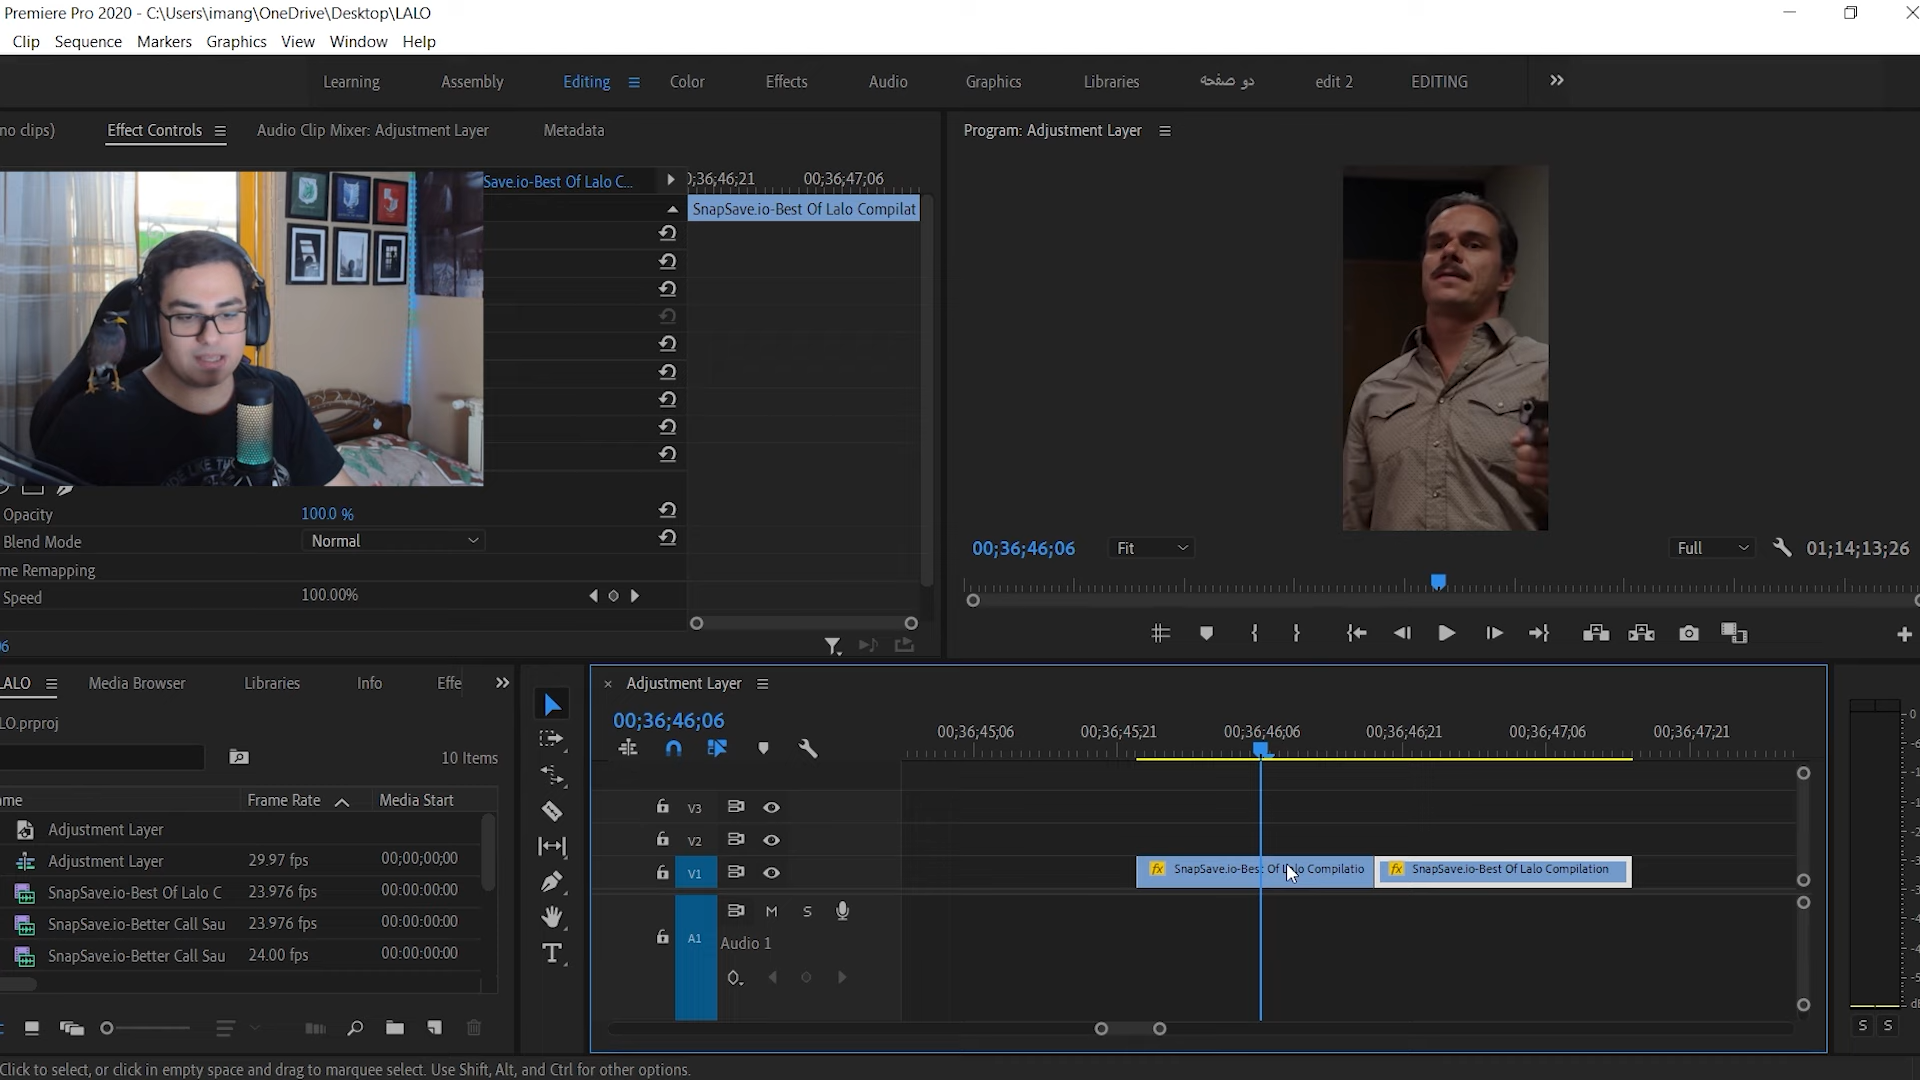 Premiere Pro 2020 - C:\Users\imang\OneDrive\Desktop\LALO
Clip Sequence Markers Graphics View Window Help
Learning Assembly Editing Color Effects Audio Graphics Libraries دو صفحه edit 2 EDITING
no clips) Effect Controls Audio Clip Mixer: Adjustment Layer Metadata
Program: Adjustment Layer
Save.io-Best Of Lalo C... ;36;46;21 00;36;47;06
SnapSave.io-Best Of Lalo Compilat
Opacity 100.0 %
Blend Mode Normal
me Remapping
Speed 100.00%
00;36;46;06 Fit Full 01;14;13;26
LALO Media Browser Libraries Info Effe
LO.prproj
10 Items
ame Frame Rate Media Start
Adjustment Layer
Adjustment Layer 29.97 fps 00;00;00;00
SnapSave.io-Best Of Lalo C 23.976 fps 00:00:00:00
SnapSave.io-Better Call Sau 23.976 fps 00:00:00:00
SnapSave.io-Better Call Sau 24.00 fps 00:00:00:00
× Adjustment Layer
00;36;46;06
00;36;45;06 00;36;45;21 00;36;46;06 00;36;46;21 00;36;47;06 00;36;47;21
V3
V2
V1 fx SnapSave.io-Best Of Lalo Compilatio fx SnapSave.io-Best Of Lalo Compilation
M S
A1 Audio 1
S S
Click to select, or click in empty space and drag to marquee select. Use Shift, Alt, and Ctrl for other options.